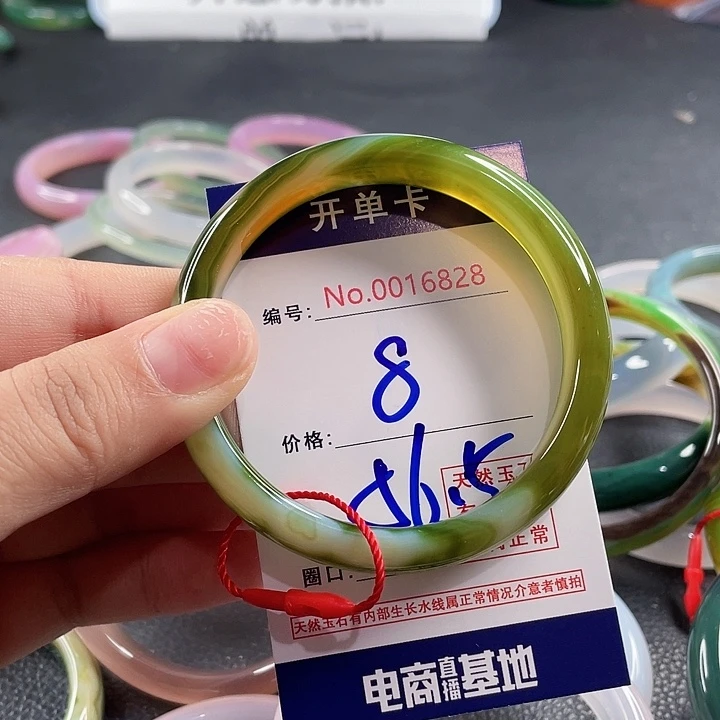 开单卡
编号: No.0016828
8
价格:
56.5
天然玉石
正常
圈口:
天然玉石有内部生长水线属正常情况介意者慎拍
电商直播基地